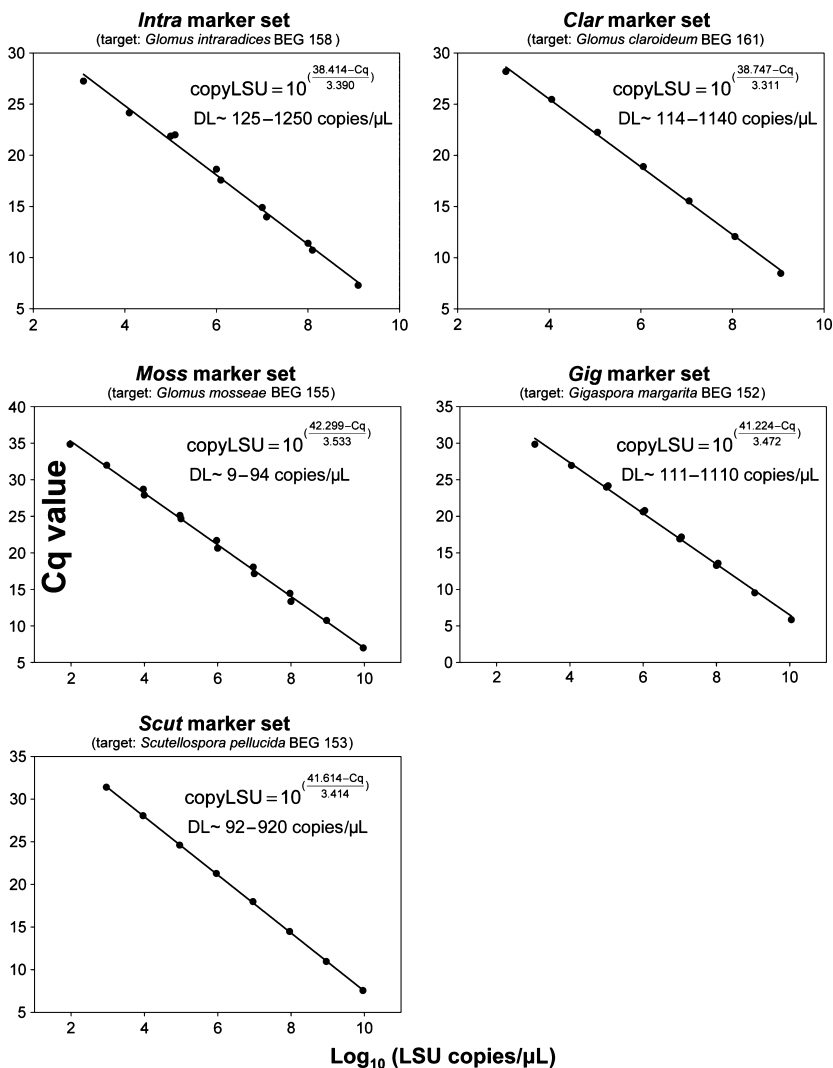 Intra marker set
(target: Glomus intraradices BEG 158 )
copyLSU = 10^(38.414–Cq / 3.390)
DL~ 125–1250 copies/µL
30
25
20
15
10
5
2 4 6 8 10
Clar marker set
(target: Glomus claroideum BEG 161)
copyLSU = 10^(38.747–Cq / 3.311)
DL~ 114–1140 copies/µL
30
25
20
15
10
5
2 4 6 8 10
Moss marker set
(target: Glomus mosseae BEG 155)
copyLSU = 10^(42.299–Cq / 3.533)
DL~ 9–94 copies/µL
40
35
30
25
20
15
10
5
2 4 6 8 10
Cq value
Gig marker set
(target: Gigaspora margarita BEG 152)
copyLSU = 10^(41.224–Cq / 3.472)
DL~ 111–1110 copies/µL
35
30
25
20
15
10
5
0
2 4 6 8 10
Scut marker set
(target: Scutellospora pellucida BEG 153)
copyLSU = 10^(41.614–Cq / 3.414)
DL~ 92–920 copies/µL
35
30
25
20
15
10
5
2 4 6 8 10
Log₁₀ (LSU copies/µL)